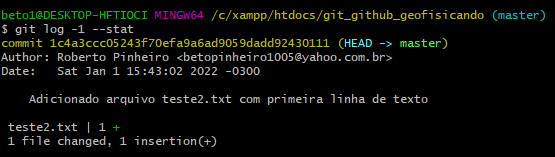 beto1@DESKTOP-HFTIOCI MINGW64 /c/xampp/htdocs/git_github_geofisicando (master)
$ git log -1 --stat
commit 1c4a3ccc05243f70efa9a6ad9059dadd92430111 (HEAD -> master)
Author: Roberto Pinheiro <betopinheiro1005@yahoo.com.br>
Date:   Sat Jan 1 15:43:02 2022 -0300
    Adicionado arquivo teste2.txt com primeira linha de texto
 teste2.txt | 1 +
 1 file changed, 1 insertion(+)